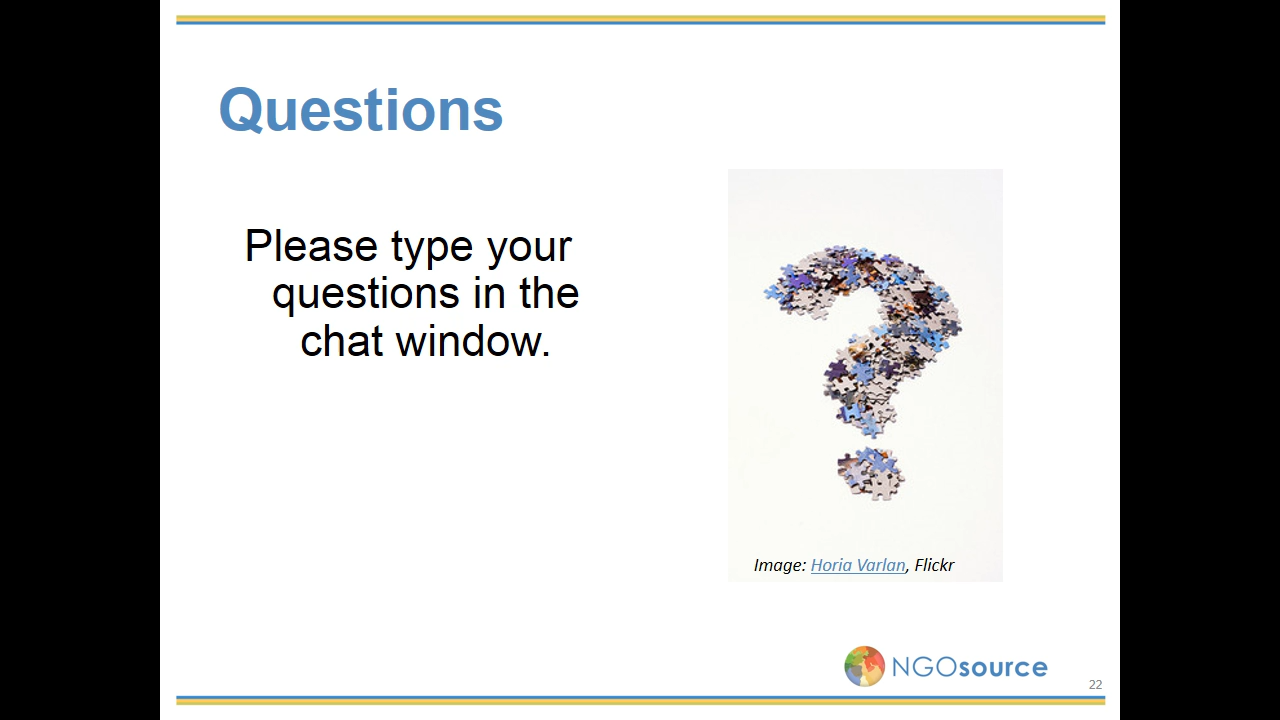 Questions
Please type your
questions in the
chat window.
Image: Horia Varlan, Flickr
NGOsource
22